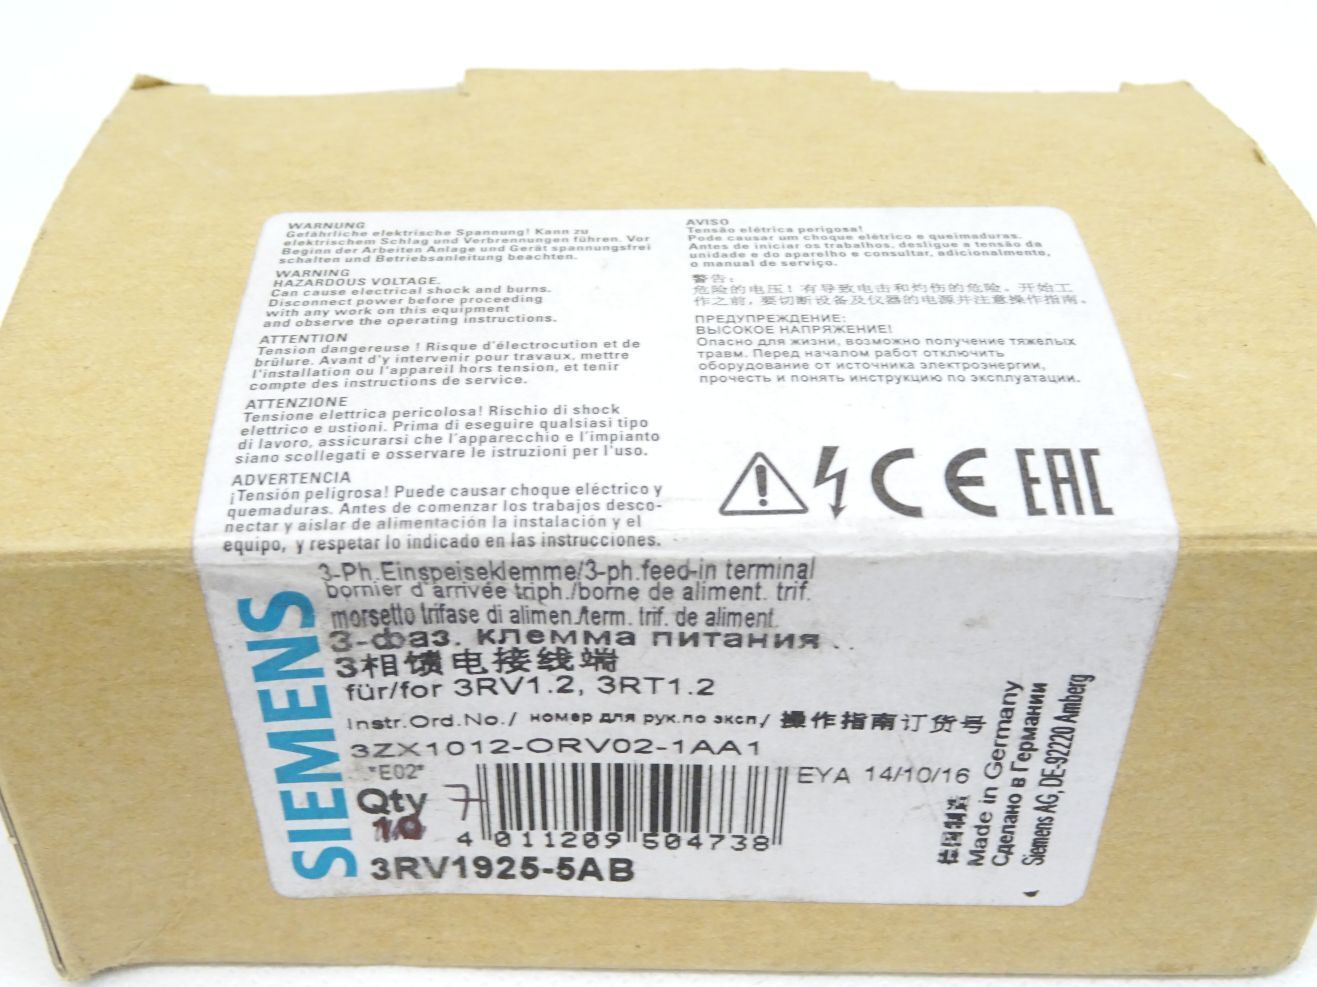 WARNUNG
Gefährliche elektrische Spannung! Kann zu
elektrischem Schlag und Verbrennungen führen. Vor
Beginn der Arbeiten Anlage und Gerät spannungsfrei
schalten und Betriebsanleitung beachten.
WARNING
HAZARDOUS VOLTAGE.
Can cause electrical shock and burns.
Disconnect power before proceeding
with any work on this equipment
and observe the operating instructions.
ATTENTION
Tension dangereuse ! Risque d'électrocution et de
brûlure. Avant d'y intervenir pour travaux, mettre
l'installation ou l'appareil hors tension, et tenir
compte des instructions de service.
ATTENZIONE
Tensione elettrica pericolosa! Rischio di shock
elettrico e ustioni. Prima di eseguire qualsiasi tipo
di lavoro, assicurarsi che l'apparecchio e l'impianto
siano scollegati e osservare le istruzioni per l'uso.
ADVERTENCIA
¡Tensión peligrosa! Puede causar choque eléctrico y
quemaduras. Antes de comenzar los trabajos desco-
nectar y aislar de alimentación la instalación y el
equipo, y respetar lo indicado en las instrucciones.
AVISO
Tensão elétrica perigosa!
Pode causar um choque elétrico e queimaduras.
Antes de iniciar os trabalhos, desligue a tensão da
unidade e do aparelho e consultar, adicionalmente,
o manual de serviço.
警告:
危险的电压! 有导致电击和灼伤的危险。开始工
作之前, 要切断设备及仪器的电源并注意操作指南。
ПРЕДУПРЕЖДЕНИЕ:
ВЫСОКОЕ НАПРЯЖЕНИЕ!
Опасно для жизни, возможно получение тяжелых
травм. Перед началом работ отключить
оборудование от источника электроэнергии,
прочесть и понять инструкцию по эксплуатации.
CE EAC
SIEMENS
3-Ph.Einspeiseklemme/3-ph.feed-in terminal
bornier d'arrivée triph./borne de aliment. trif.
morsetto trifase di alimen./term. trif. de aliment.
3-фаз. клемма питания
3相馈电接线端
für/for 3RV1.2, 3RT1.2
Instr.Ord.No./ номер для рук.по эксп/ 操作指南订货号
3ZX1012-0RV02-1AA1
*E02*
EYA 14/10/16
Qty 7
10
4 011209 504738
3RV1925-5AB
德国制造
Made in Germany
Сделано в Германии
Siemens AG, DE-92220 Amberg